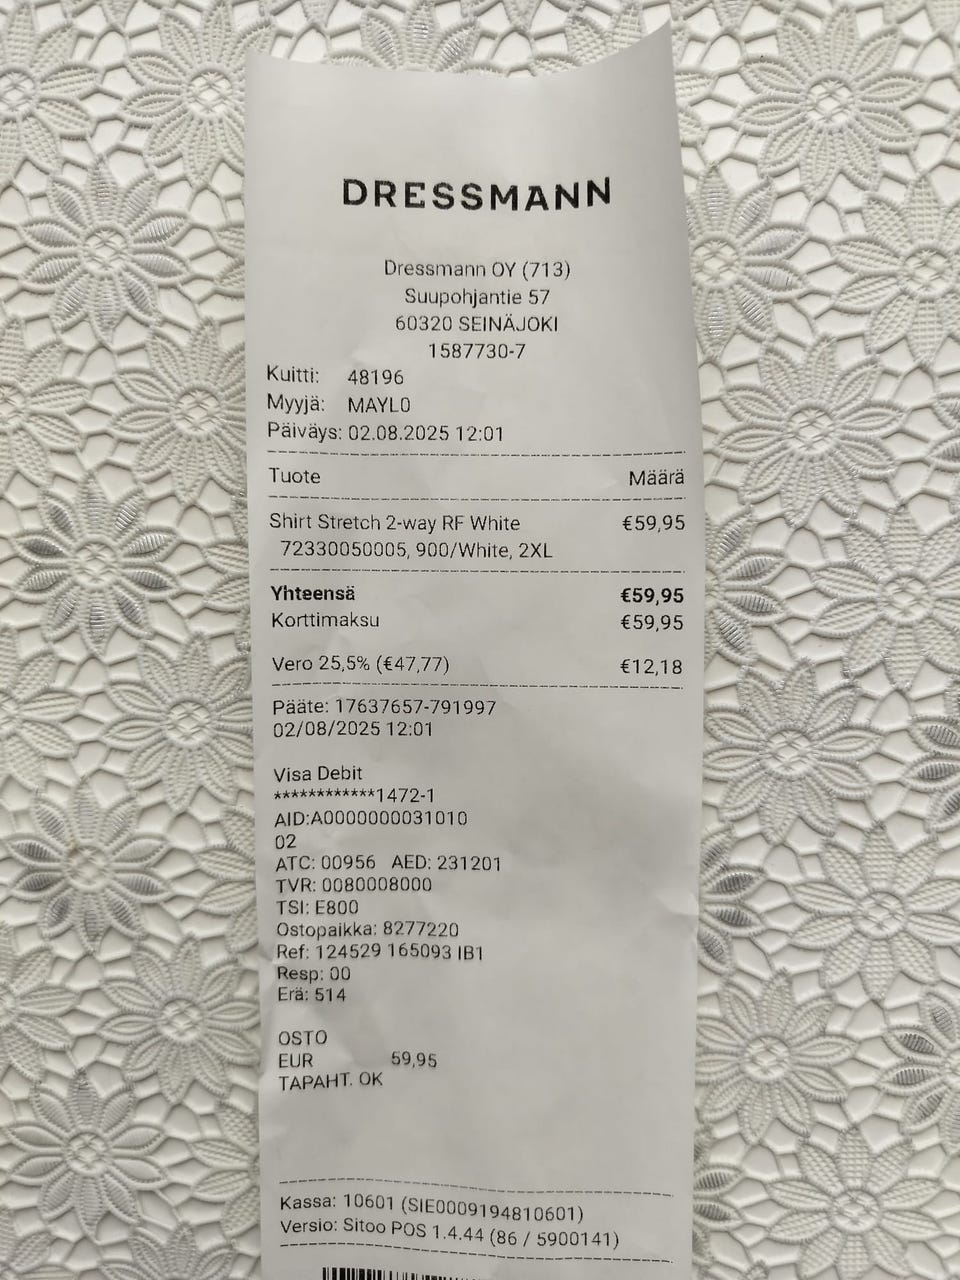 DRESSMANN
Dressmann OY (713)
Suupohjantie 57
60320 SEINÄJOKI
1587730-7
Kuitti: 48196
Myyjä: MAYL0
Päiväys: 02.08.2025 12:01
Tuote Määrä
Shirt Stretch 2-way RF White €59,95
72330050005, 900/White, 2XL
Yhteensä €59,95
Korttimaksu €59,95
Vero 25,5% (€47,77) €12,18
Pääte: 17637657-791997
02/08/2025 12:01
Visa Debit
************1472-1
AID:A0000000031010
02
ATC: 00956 AED: 231201
TVR: 0080008000
TSI: E800
Ostopaikka: 8277220
Ref: 124529 165093 IB1
Resp: 00
Erä: 514
OSTO
EUR 59,95
TAPAHT. OK
Kassa: 10601 (SIE0009194810601)
Versio: Sitoo POS 1.4.44 (86 / 5900141)